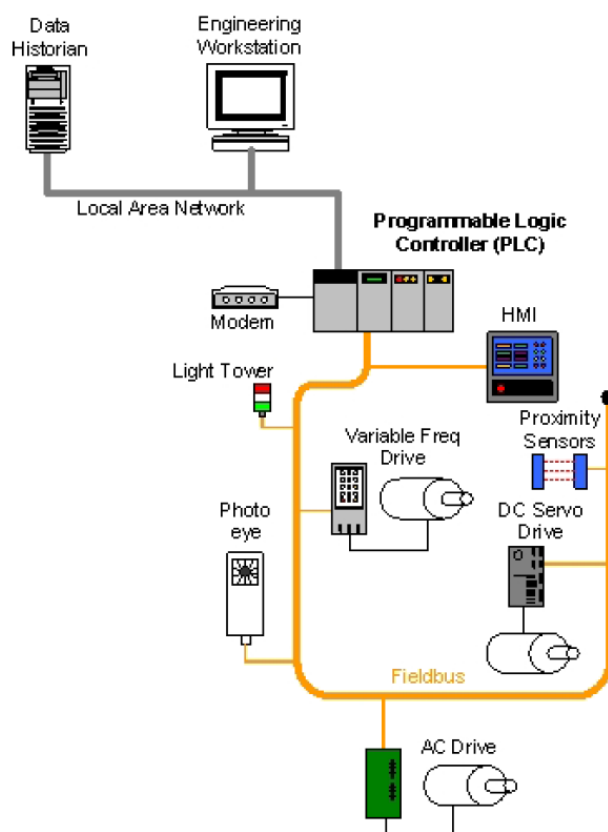 Data
Historian
Engineering
Workstation
Local Area Network
Programmable Logic
Controller (PLC)
Modem
HMI
Light Tower
Proximity
Sensors
Variable Freq
Drive
Photo
eye
DC Servo
Drive
Fieldbus
AC Drive